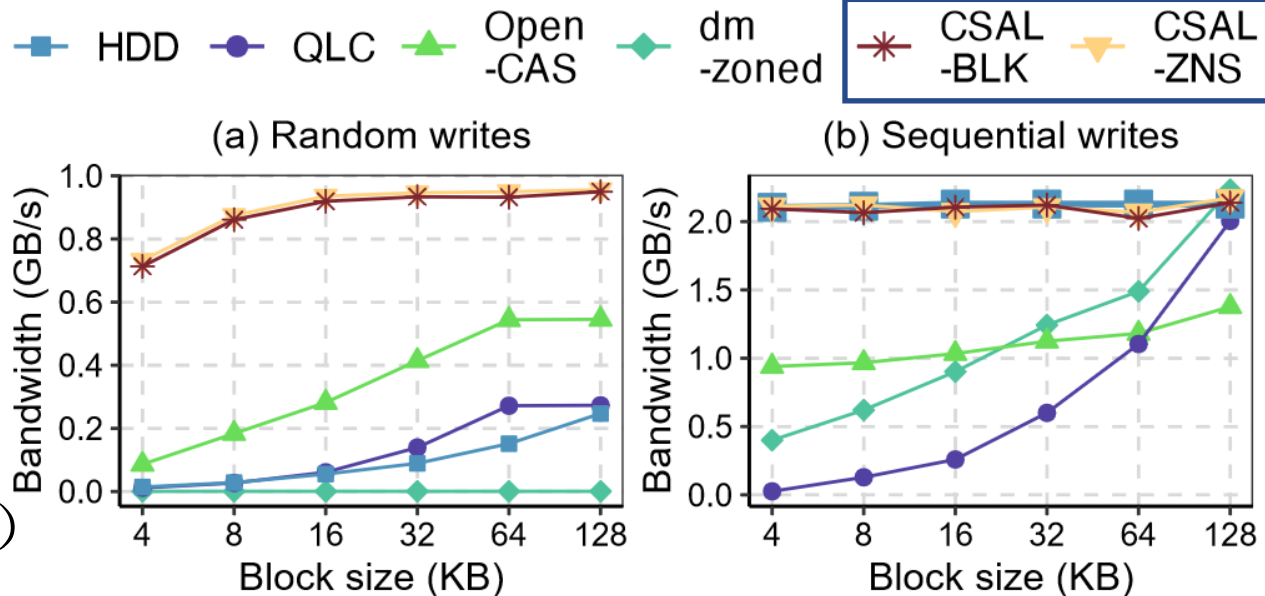 HDD QLC Open -CAS dm -zoned CSAL -BLK CSAL -ZNS
(a) Random writes
Bandwidth (GB/s)
1.0
0.8
0.6
0.4
0.2
0.0
4 8 16 32 64 128
Block size (KB)
(b) Sequential writes
Bandwidth (GB/s)
2.0
1.5
1.0
0.5
0.0
4 8 16 32 64 128
Block size (KB)
)